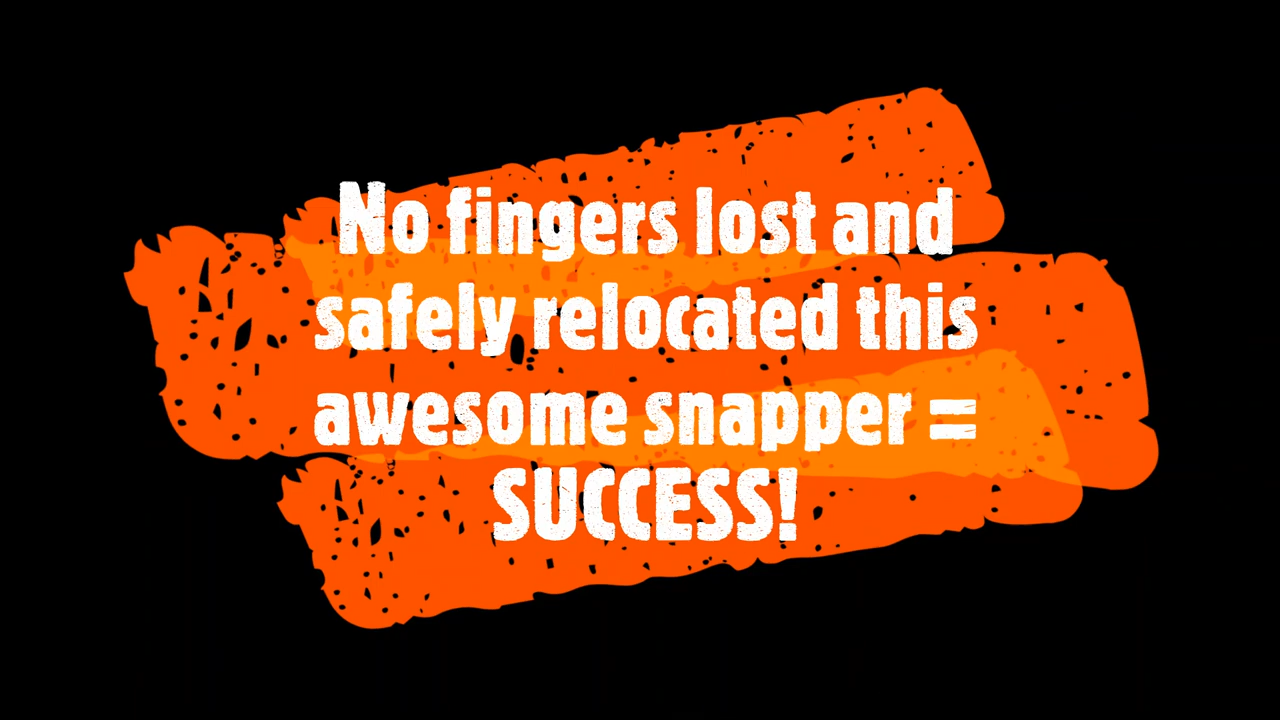 No fingers lost and
safely relocated this
awesome snapper =
SUCCESS!